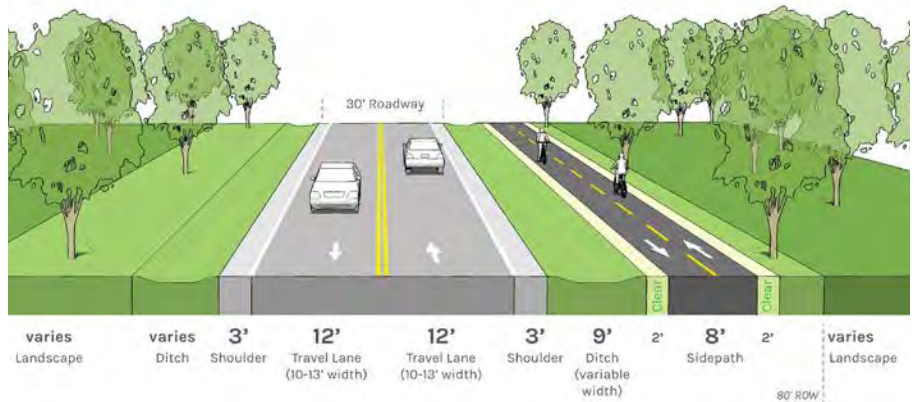 30' Roadway
Clear
Clear
varies
Landscape
varies
Ditch
3'
Shoulder
12'
Travel Lane
(10-13' width)
12'
Travel Lane
(10-13' width)
3'
Shoulder
9'
Ditch
(variable
width)
2'
8'
Sidepath
2'
varies
Landscape
80' ROW